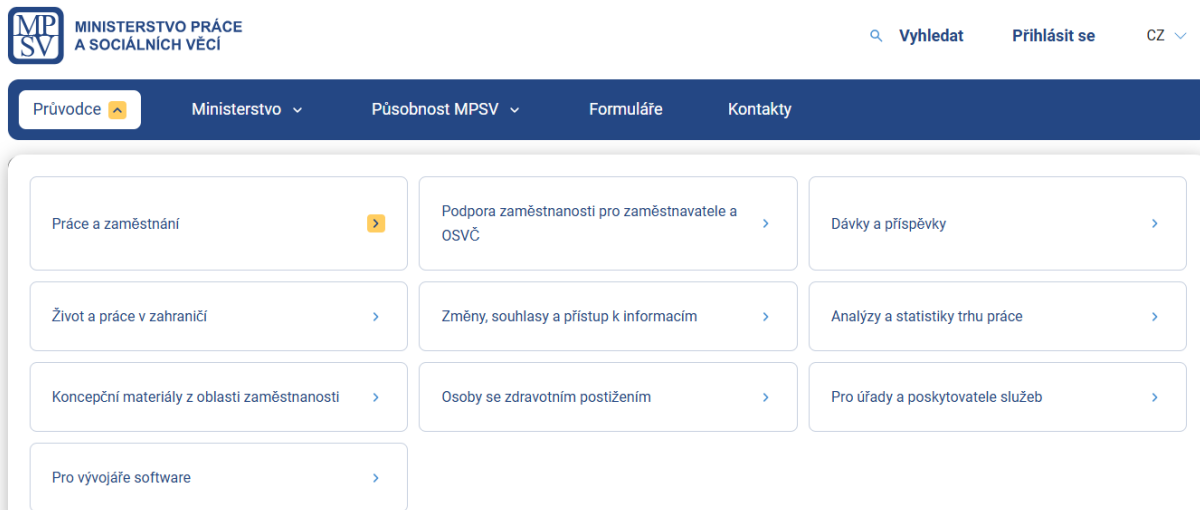 MP
SV
MINISTERSTVO PRÁCE
A SOCIÁLNÍCH VĚCÍ
Vyhledat
Přihlásit se
CZ
Průvodce
Ministerstvo
Působnost MPSV
Formuláře
Kontakty
Práce a zaměstnání
Podpora zaměstnanosti pro zaměstnavatele a
OSVČ
Dávky a příspěvky
Život a práce v zahraničí
Změny, souhlasy a přístup k informacím
Analýzy a statistiky trhu práce
Koncepční materiály z oblasti zaměstnanosti
Osoby se zdravotním postižením
Pro úřady a poskytovatele služeb
Pro vývojáře software